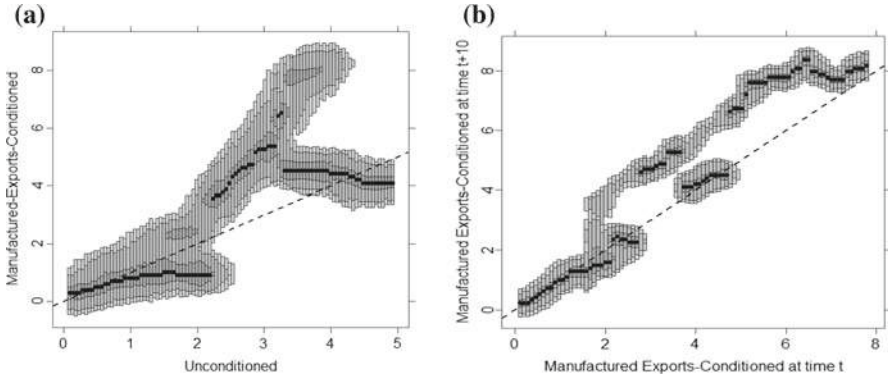 (a)
Manufactured-Exports-Conditioned
8
6
4
2
0
0 1 2 3 4 5
Unconditioned
(b)
Manufactured Exports-Conditioned at time t+10
8
6
4
2
0
0 2 4 6 8
Manufactured Exports-Conditioned at time t